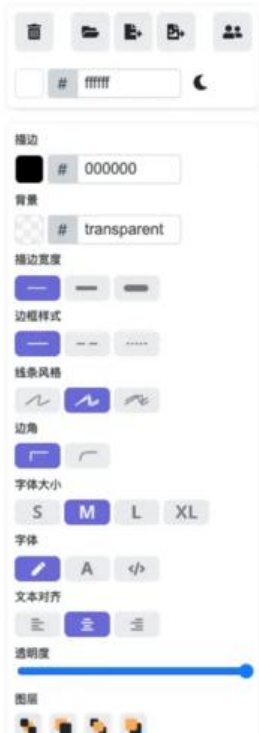 # ffffff
描边
# 000000
背景
# transparent
描边宽度
边框样式
线条风格
边角
字体大小
S M L XL
字体
A </>
文本对齐
透明度
图层